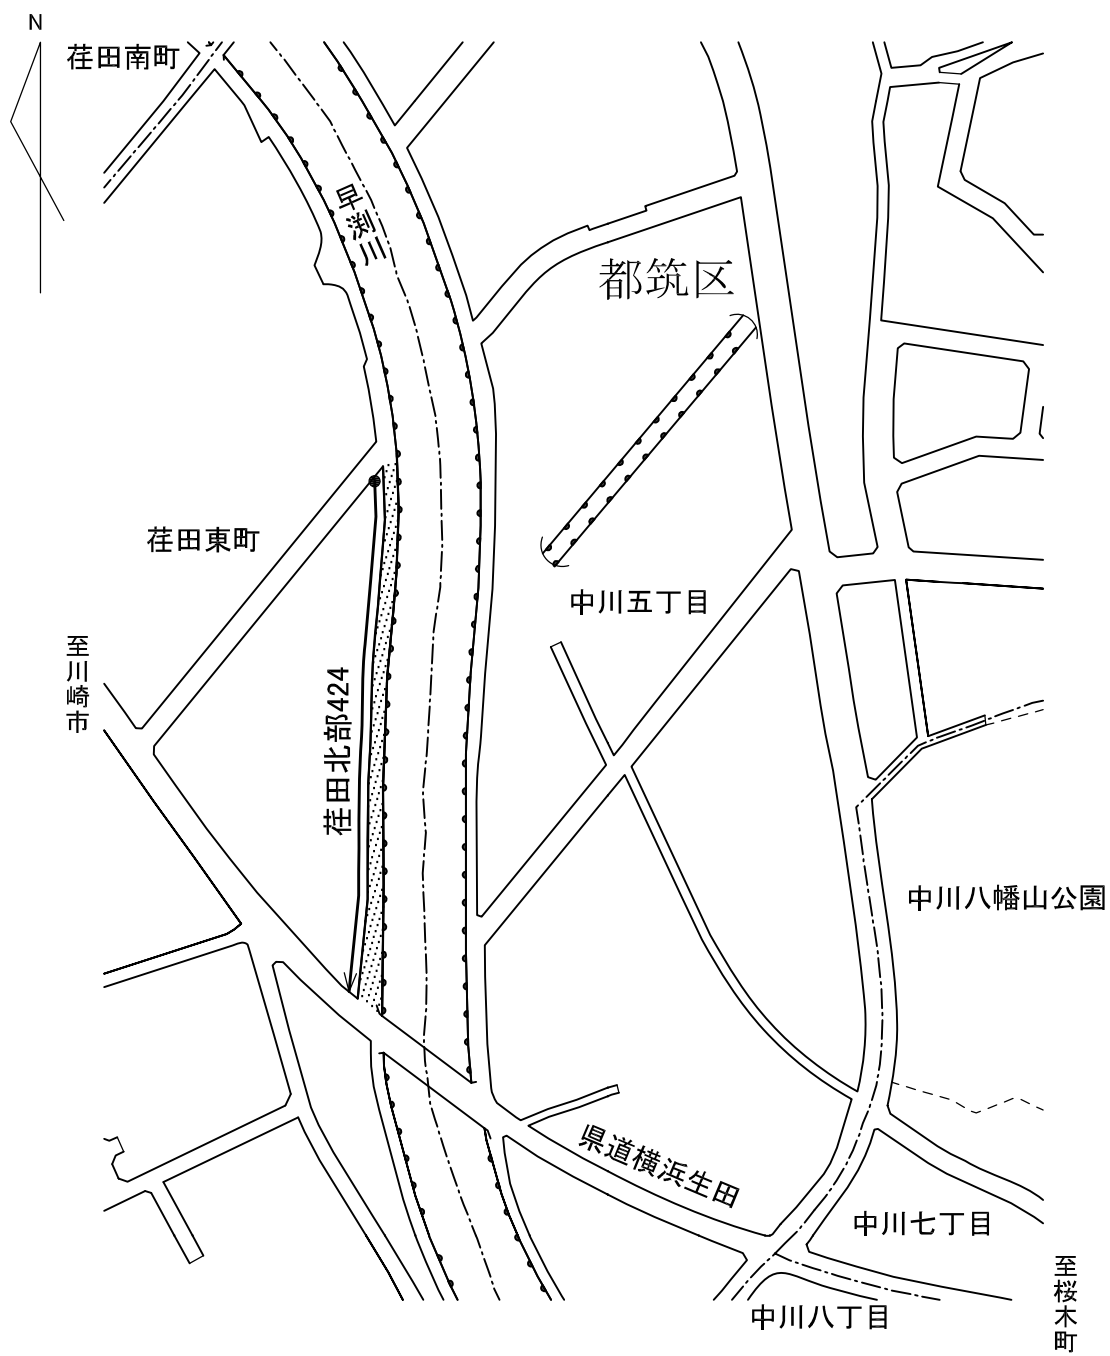 N
荏田南町
早渕川
都筑区
荏田東町
中川五丁目
至川崎市
荏田北部424
中川八幡山公園
県道横浜生田
中川七丁目
至桜木町
中川八丁目